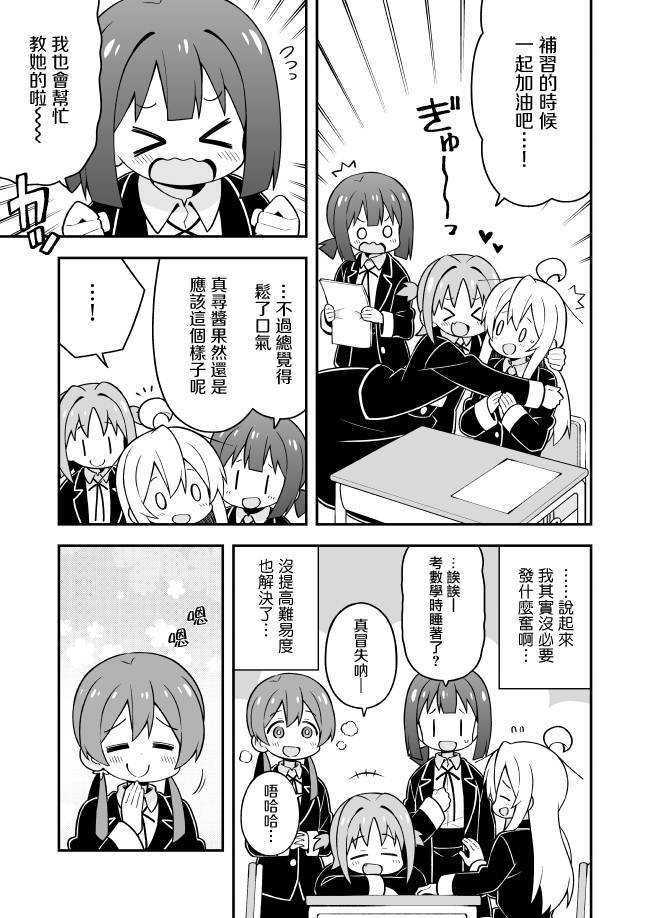 補習的時候
一起加油吧…！
ぎゅ～～っ
我也會幫忙
教她的啦～～
カッ
…不過總覺得
鬆了口氣
真尋醬果然還是
應該這個樣子呢
…！
……說起來
我其實沒必要
發什麼奮啊…
…誒誒─
考數學時睡著了？
真冒失吶─
沒提高難易度
也解決了…
唔哈哈…
嗯
嗯